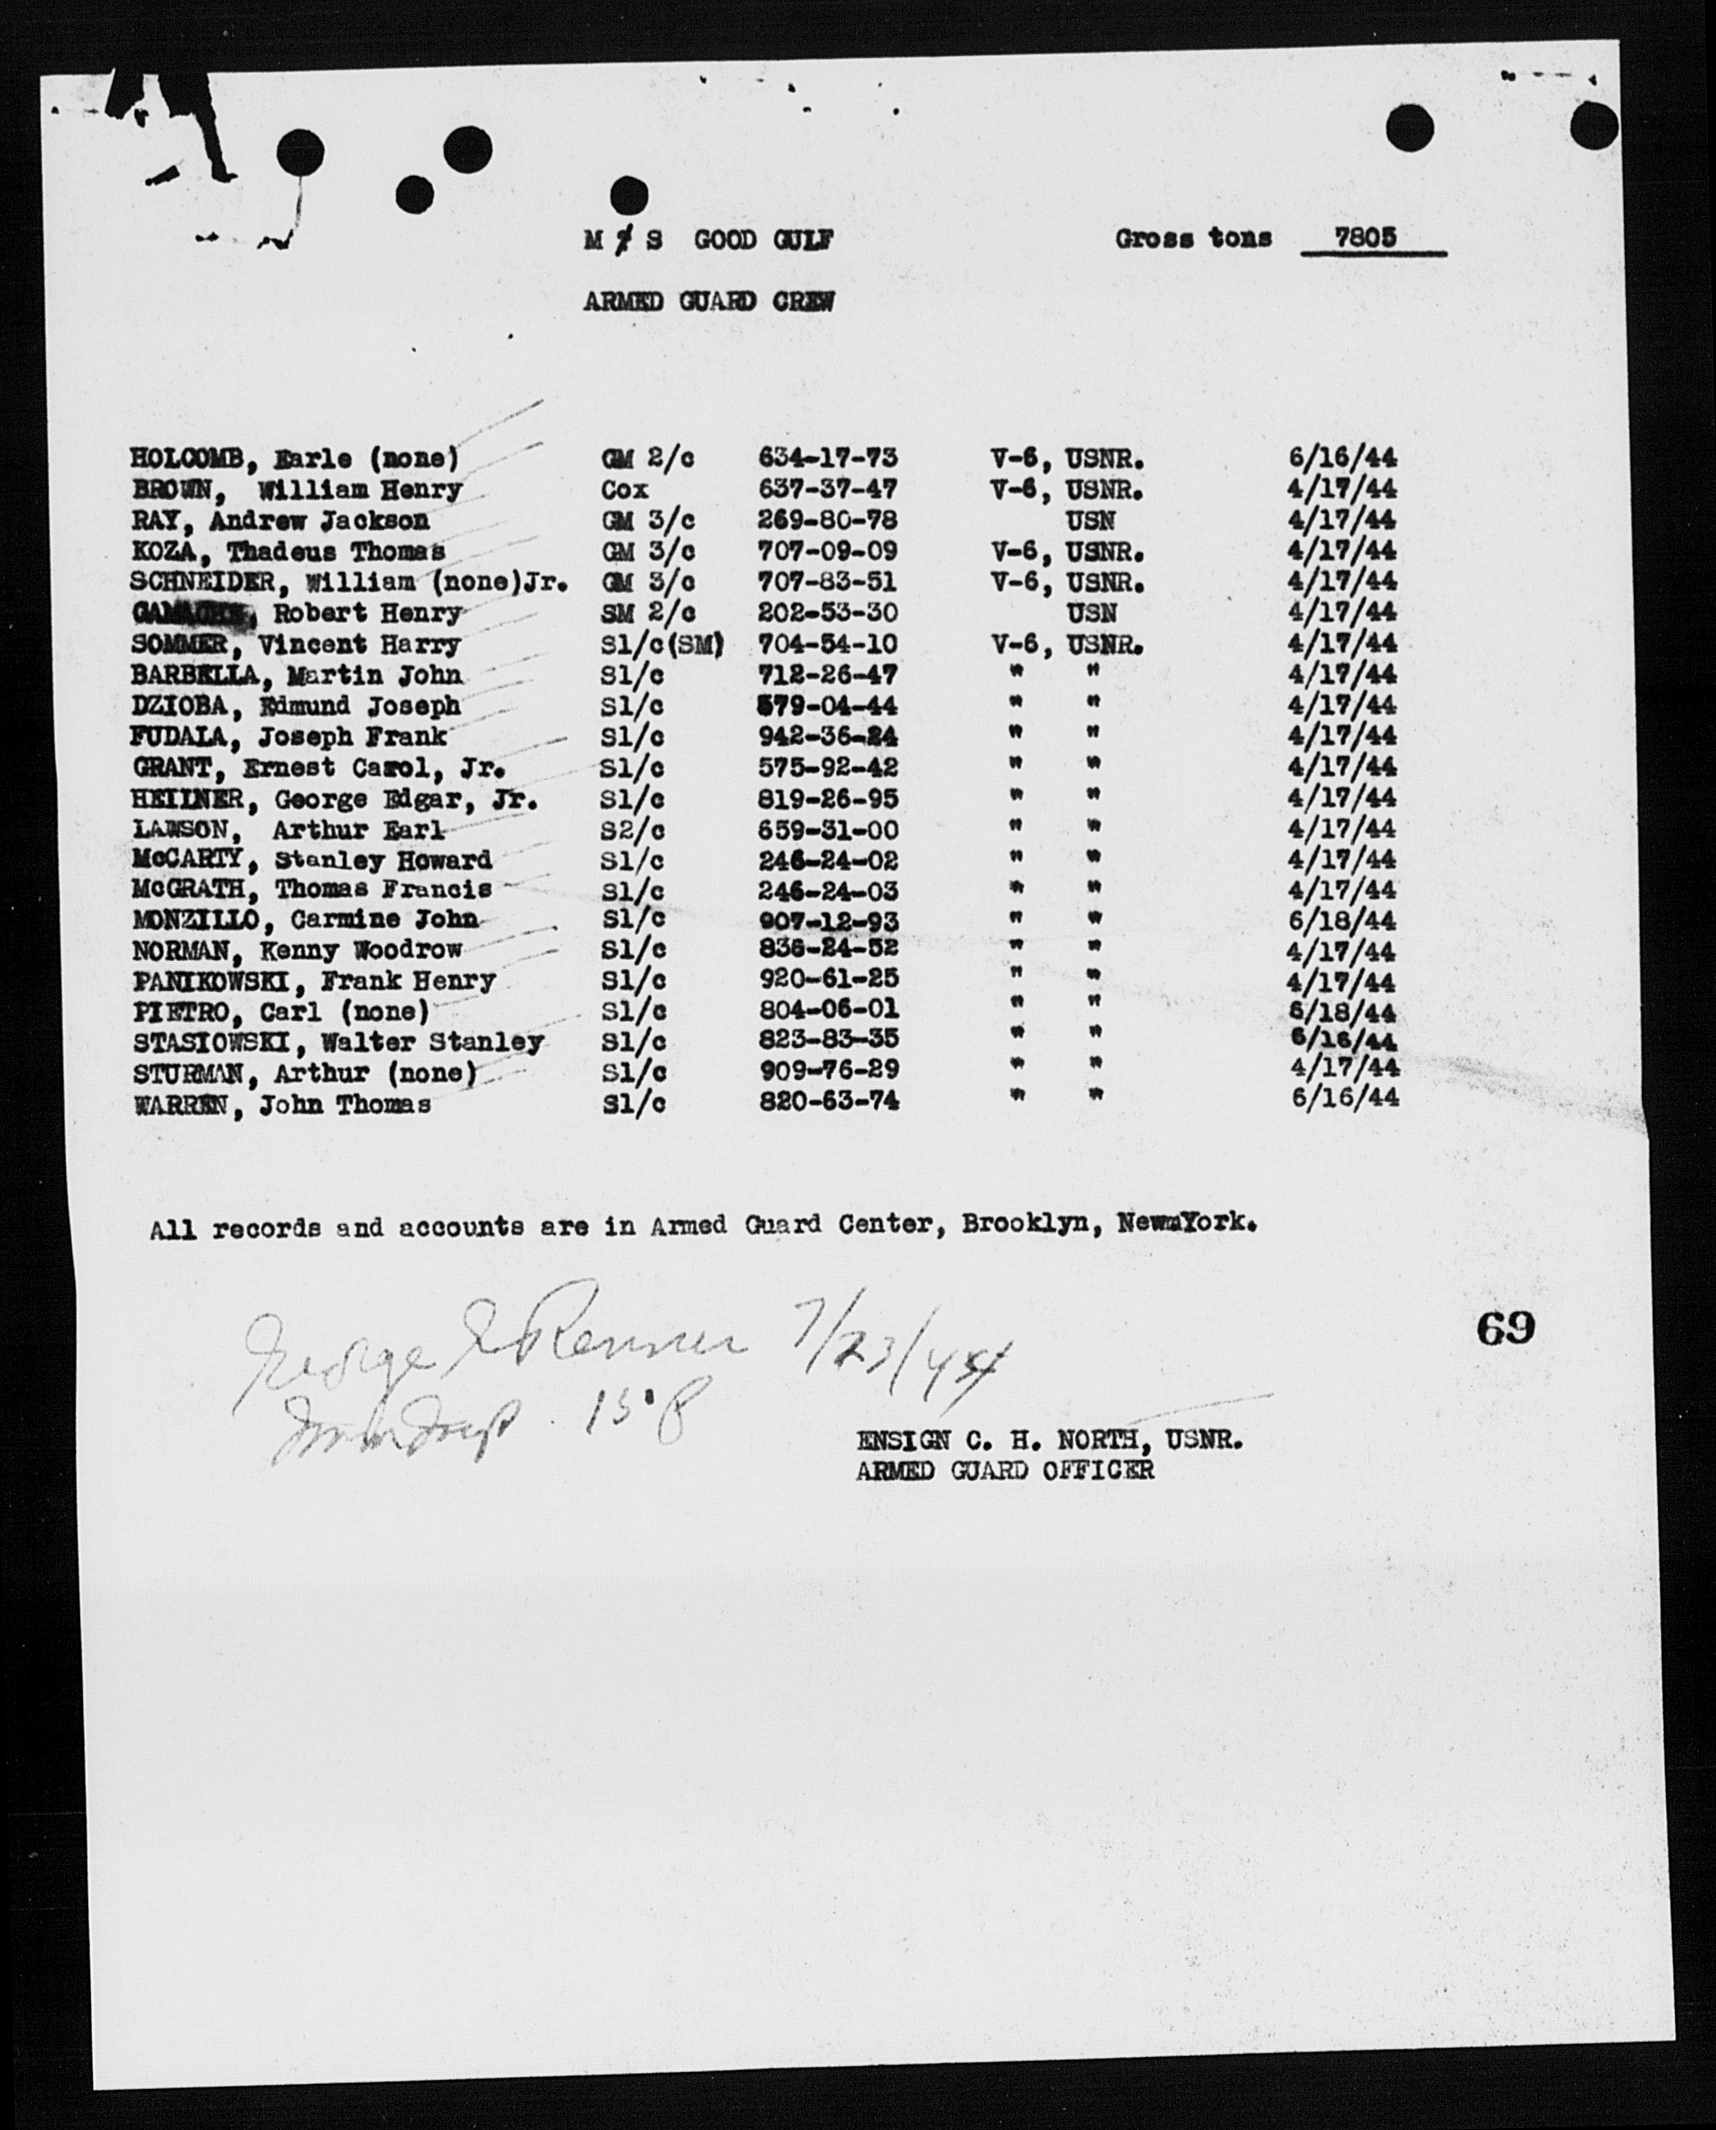 M/S GOOD GULF Gross tons 7805
ARMED GUARD CREW
HOLCOMB, Earle (none) GM 2/c 634-17-73 V-6, USNR. 6/16/44
BROWN, William Henry Cox 637-37-47 V-6, USNR. 4/17/44
RAY, Andrew Jackson GM 3/c 269-80-78 USN 4/17/44
KOZA, Thadeus Thomas GM 3/c 707-09-09 V-6, USNR. 4/17/44
SCHNEIDER, William (none)Jr. GM 3/c 707-83-51 V-6, USNR. 4/17/44
Robert Henry SM 2/c 202-53-30 USN 4/17/44
SOMMER, Vincent Harry S1/c(SM) 704-54-10 V-6, USNR. 4/17/44
BARBELLA, Martin John S1/c 712-26-47 " " 4/17/44
DZIOBA, Edmund Joseph S1/c 579-04-44 " " 4/17/44
FUDALA, Joseph Frank S1/c 942-36-24 " " 4/17/44
GRANT, Ernest Carol, Jr. S1/c 575-92-42 " " 4/17/44
HEILNER, George Edgar, Jr. S1/c 819-26-95 " " 4/17/44
LAWSON, Arthur Earl S2/c 659-31-00 " " 4/17/44
McCARTY, Stanley Howard S1/c 246-24-02 " " 4/17/44
McGRATH, Thomas Francis S1/c 246-24-03 " " 4/17/44
MONZILLO, Carmine John S1/c 907-12-93 " " 6/18/44
NORMAN, Kenny Woodrow S1/c 836-24-52 " " 4/17/44
PANIKOWSKI, Frank Henry S1/c 920-61-25 " " 4/17/44
PIETRO, Carl (none) S1/c 804-06-01 " " 6/18/44
STASIOWSKI, Walter Stanley S1/c 823-83-35 " " 6/16/44
STURMAN, Arthur (none) S1/c 909-76-29 " " 4/17/44
WARREN, John Thomas S1/c 820-63-74 " " 6/16/44
All records and accounts are in Armed Guard Center, Brooklyn, NewmYork.
George E Renner 7/23/44
69
ENSIGN C. H. NORTH, USNR.
ARMED GUARD OFFICER